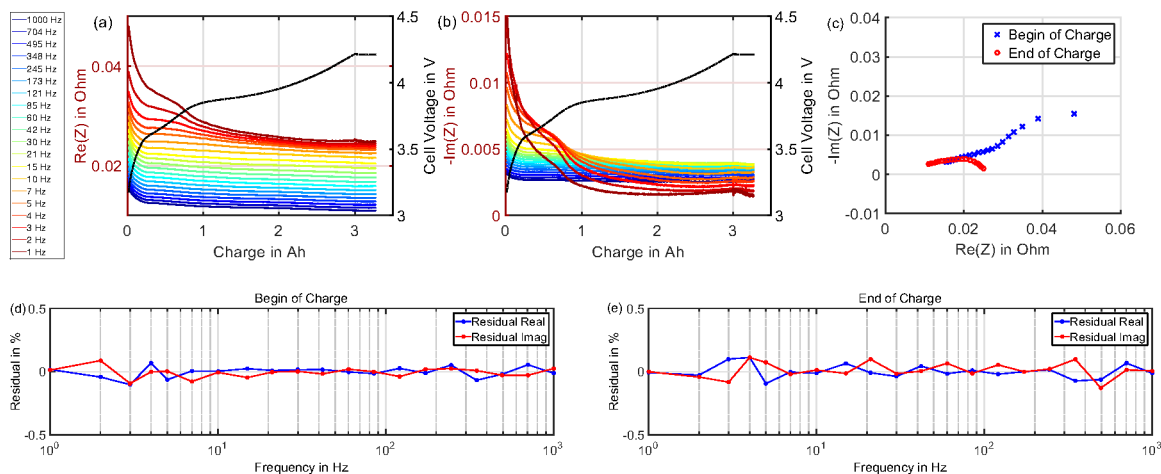 1000 Hz
704 Hz
495 Hz
348 Hz
245 Hz
173 Hz
121 Hz
85 Hz
60 Hz
42 Hz
30 Hz
21 Hz
15 Hz
10 Hz
7 Hz
5 Hz
4 Hz
3 Hz
2 Hz
1 Hz
(a)
Re(Z) in Ohm
0.04
0.02
0
1
2
3
Charge in Ah
4.5
4
3.5
3
Cell Voltage in V
(b)
-Im(Z) in Ohm
0.015
0.01
0.005
0
0
1
2
3
Charge in Ah
4.5
4
3.5
3
Cell Voltage in V
(c)
Begin of Charge
End of Charge
-Im(Z) in Ohm
0.04
0.03
0.02
0.01
0
-0.01
0
0.02
0.04
0.06
Re(Z) in Ohm
(d)
Begin of Charge
Residual Real
Residual Imag
Residual in %
0.5
0
-0.5
10^0
10^1
10^2
10^3
Frequency in Hz
(e)
End of Charge
Residual Real
Residual Imag
Residual in %
0.5
0
-0.5
10^0
10^1
10^2
10^3
Frequency in Hz